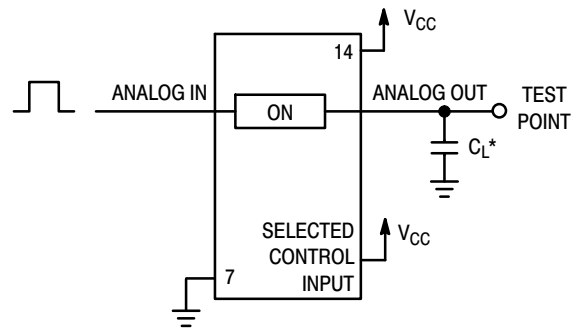 V_CC
14
ANALOG IN
ON
ANALOG OUT
TEST
POINT
C_L*
SELECTED
CONTROL
INPUT
V_CC
7